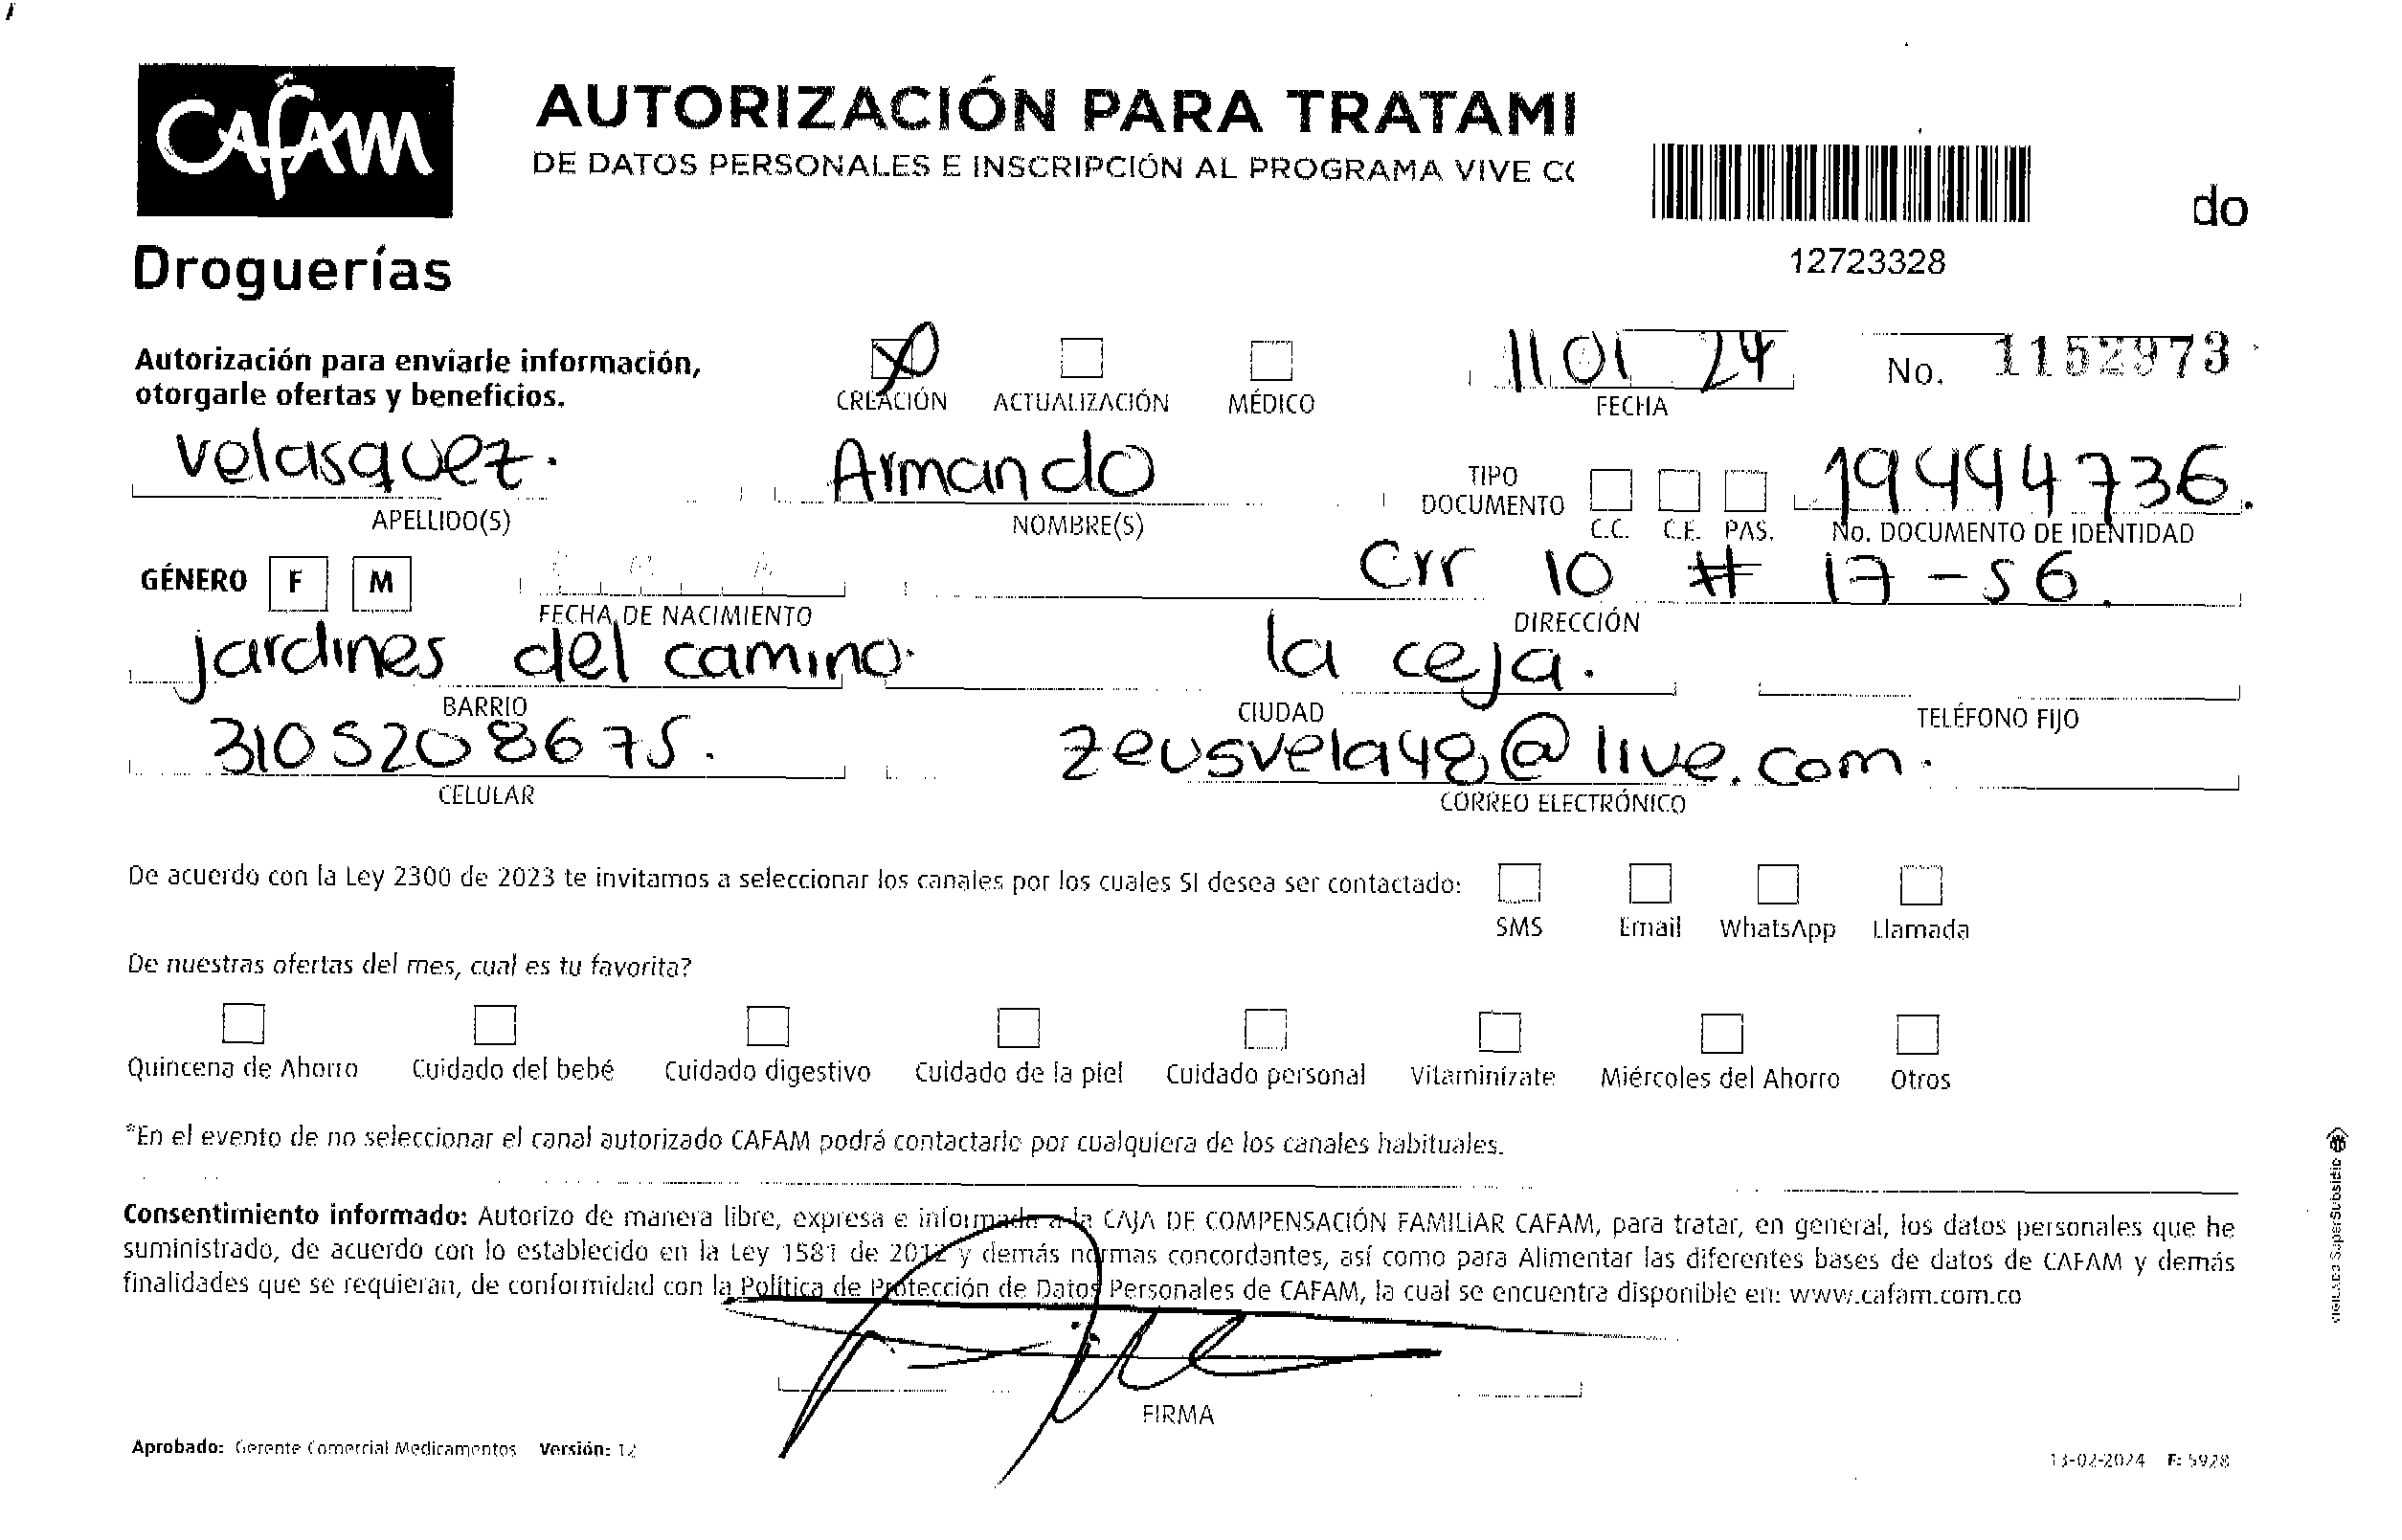 CAFAM
Droguerías
AUTORIZACIÓN PARA TRATAMI
DE DATOS PERSONALES E INSCRIPCIÓN AL PROGRAMA VIVE CO
do
12723328
Autorización para enviarle información,
otorgarle ofertas y beneficios.
CREACIÓN ACTUALIZACIÓN MÉDICO
11 01 24
FECHA
No. 1152973
velasquez.
APELLIDO(S)
Armando
NOMBRE(S)
TIPO
DOCUMENTO
C.C. C.E. PAS.
19444736.
No. DOCUMENTO DE IDENTIDAD
GÉNERO F M
FECHA DE NACIMIENTO
Crr 10 # 17-56.
DIRECCIÓN
jardines del camino.
BARRIO
la ceja.
CIUDAD
TELÉFONO FIJO
3105208675.
CELULAR
zeusvela48@live.com.
CORREO ELECTRÓNICO
De acuerdo con la Ley 2300 de 2023 te invitamos a seleccionar los canales por los cuales SI desea ser contactado:
SMS Email WhatsApp Llamada
De nuestras ofertas del mes, cual es tu favorita?
Quincena de Ahorro Cuidado del bebé Cuidado digestivo Cuidado de la piel Cuidado personal Vitaminízate Miércoles del Ahorro Otros
*En el evento de no seleccionar el canal autorizado CAFAM podrá contactarle por cualquiera de los canales habituales.
Consentimiento informado: Autorizo de manera libre, expresa e informada a la CAJA DE COMPENSACIÓN FAMILIAR CAFAM, para tratar, en general, los datos personales que he
suministrado, de acuerdo con lo establecido en la Ley 1581 de 2012 y demás normas concordantes, así como para Alimentar las diferentes bases de datos de CAFAM y demás
finalidades que se requieran, de conformidad con la Política de Protección de Datos Personales de CAFAM, la cual se encuentra disponible en: www.cafam.com.co
FIRMA
Aprobado: Gerente Comercial Medicamentos Versión: 12
13-02-2024 F: 5928
VIGILADO SuperSubsidio